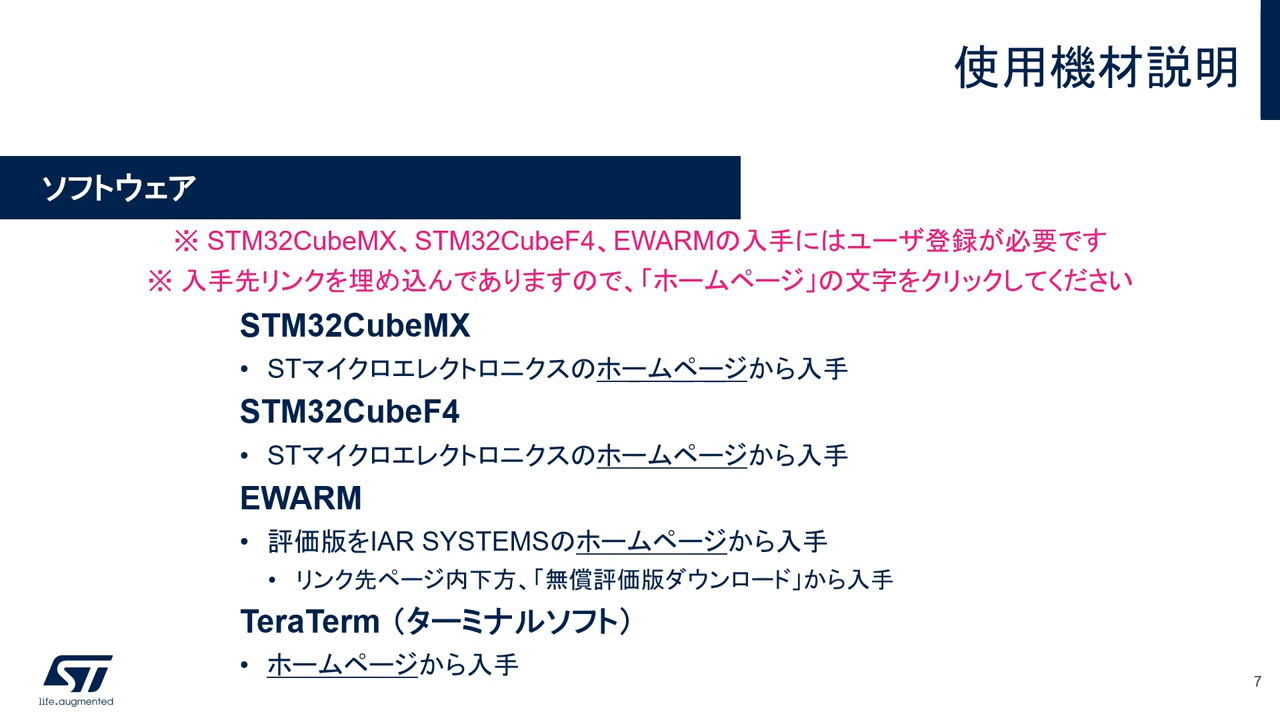 使用機材説明
ソフトウェア
※ STM32CubeMX、STM32CubeF4、EWARMの入手にはユーザ登録が必要です
※ 入手先リンクを埋め込んでありますので、「ホームページ」の文字をクリックしてください
STM32CubeMX
• STマイクロエレクトロニクスのホームページから入手
STM32CubeF4
• STマイクロエレクトロニクスのホームページから入手
EWARM
• 評価版をIAR SYSTEMSのホームページから入手
• リンク先ページ内下方、「無償評価版ダウンロード」から入手
TeraTerm（ターミナルソフト）
• ホームページから入手
ST
life.augmented
7